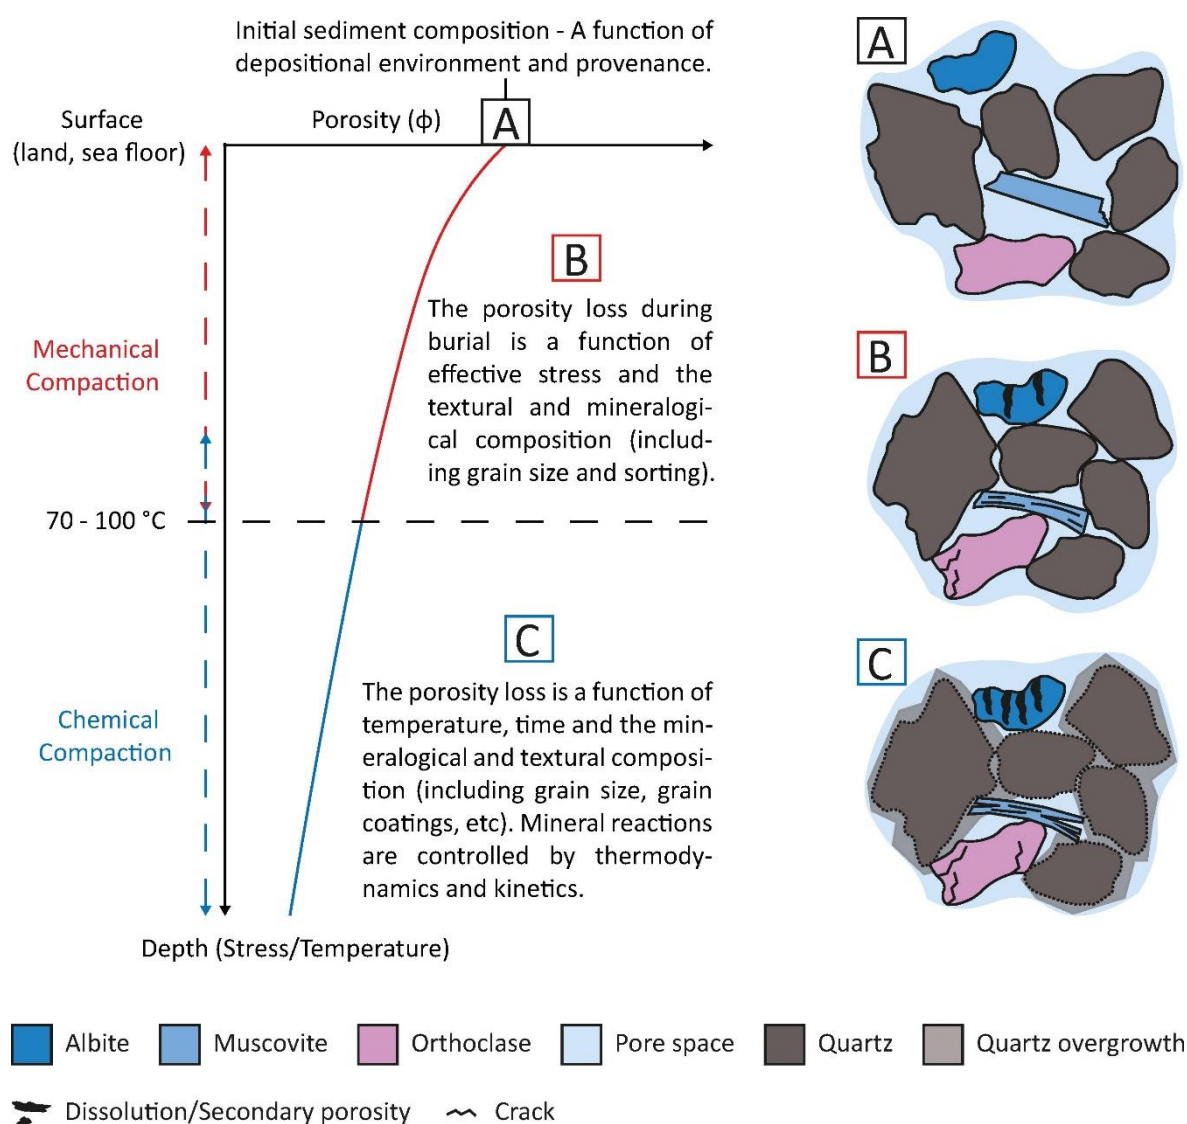 Initial sediment composition - A function of
depositional environment and provenance.
Surface
(land, sea floor)
Porosity (ϕ)
A
B
The porosity loss during
burial is a function of
effective stress and the
textural and mineralogi-
cal composition (includ-
ing grain size and sorting).
Mechanical
Compaction
70 - 100 °C
C
The porosity loss is a function of
temperature, time and the min-
eralogical and textural composi-
tion (including grain size, grain
coatings, etc). Mineral reactions
are controlled by thermody-
namics and kinetics.
Chemical
Compaction
Depth (Stress/Temperature)
A
B
C
Albite
Muscovite
Orthoclase
Pore space
Quartz
Quartz overgrowth
Dissolution/Secondary porosity
Crack